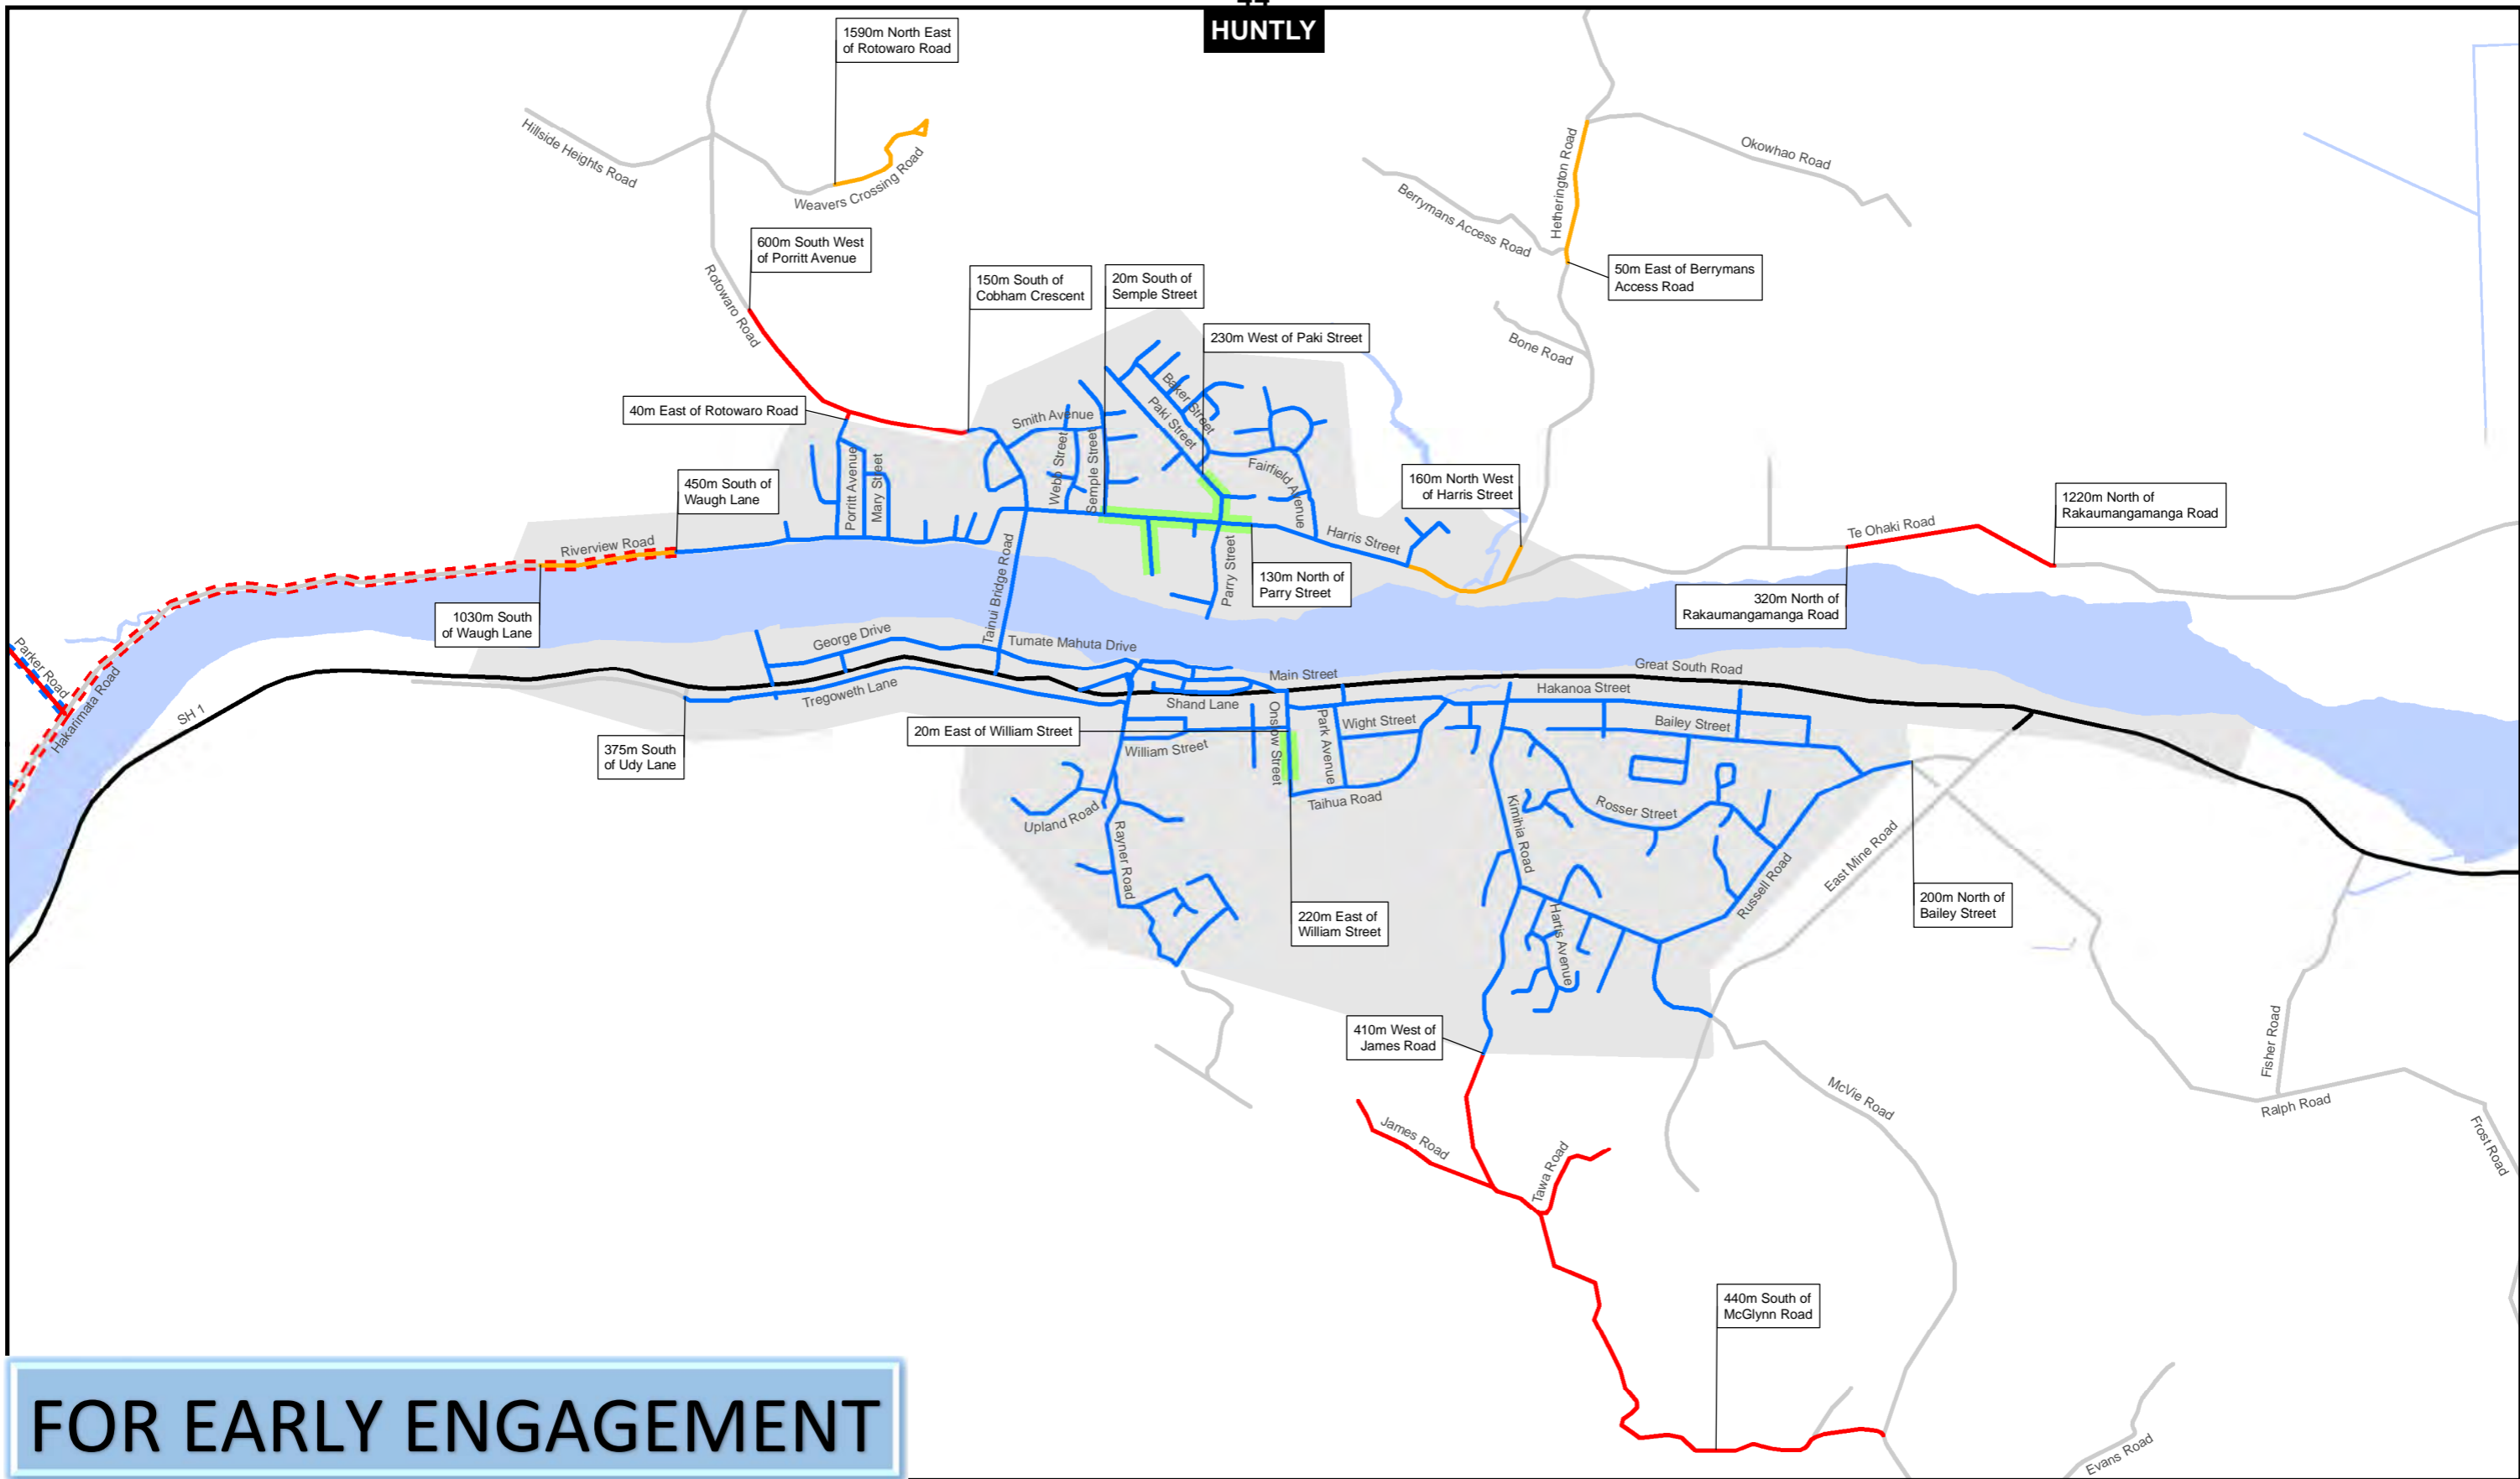 44
HUNTLY
1590m North East
of Rotowaro Road
Hillside Heights Road
Weavers Crossing Road
Okowhao Road
Hetherington Road
Berrymans Access Road
600m South West
of Porritt Avenue
Rotowaro Road
150m South of
Cobham Crescent
20m South of
Semple Street
50m East of Berrymans
Access Road
230m West of Paki Street
Bone Road
40m East of Rotowaro Road
Smith Avenue
Baker Street
Paki Street
Webb Street
Semple Street
Fairfield Avenue
Porritt Avenue
Mary Street
450m South of
Waugh Lane
160m North West
of Harris Street
1220m North of
Rakaumangamanga Road
Te Ohaki Road
Harris Street
Riverview Road
Parry Street
130m North of
Parry Street
320m North of
Rakaumangamanga Road
1030m South
of Waugh Lane
Tainui Bridge Road
George Drive
Tumate Mahuta Drive
Parker Road
Hakarimata Road
SH 1
Main Street
Great South Road
Tregoweth Lane
Shand Lane
Hakanoa Street
Onslow Street
Park Avenue
Wight Street
Bailey Street
20m East of William Street
William Street
375m South
of Udy Lane
Taihua Road
Upland Road
Rayner Road
Kimihia Road
Rosser Street
East Mine Road
Russell Road
200m North of
Bailey Street
220m East of
William Street
Hartis Avenue
410m West of
James Road
Fisher Road
McVie Road
Ralph Road
Frost Road
James Road
Tawa Road
440m South of
McGlynn Road
FOR EARLY ENGAGEMENT
Evans Road